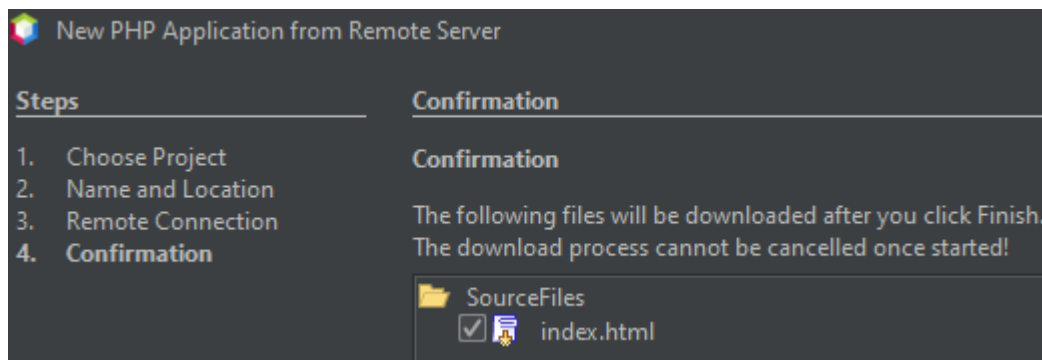 New PHP Application from Remote Server
Steps
1. Choose Project
2. Name and Location
3. Remote Connection
4. Confirmation
Confirmation
Confirmation
The following files will be downloaded after you click Finish.
The download process cannot be cancelled once started!
SourceFiles
index.html